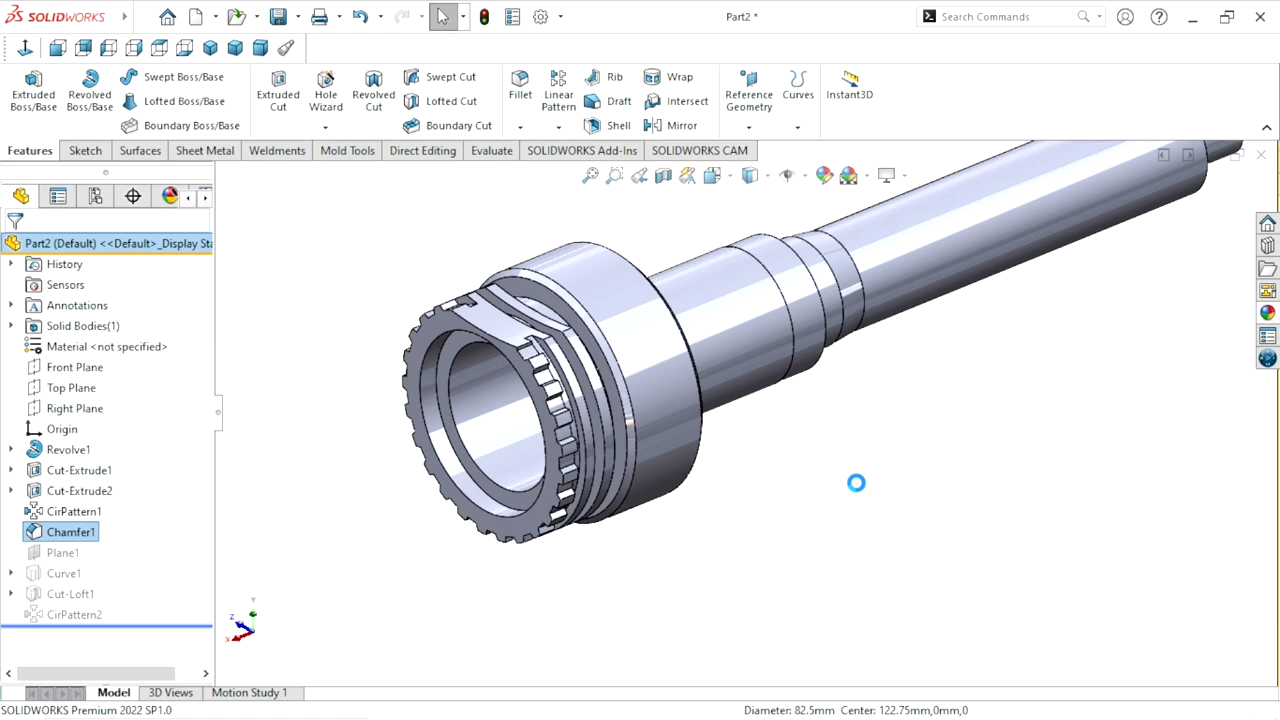 SOLIDWORKS
Part2 *
Search Commands
Extruded Boss/Base
Revolved Boss/Base
Swept Boss/Base
Lofted Boss/Base
Boundary Boss/Base
Extruded Cut
Hole Wizard
Revolved Cut
Swept Cut
Lofted Cut
Boundary Cut
Fillet
Linear Pattern
Rib
Draft
Shell
Wrap
Intersect
Mirror
Reference Geometry
Curves
Instant3D
Features
Sketch
Surfaces
Sheet Metal
Weldments
Mold Tools
Direct Editing
Evaluate
SOLIDWORKS Add-Ins
SOLIDWORKS CAM
Part2 (Default) <<Default>_Display Sta
History
Sensors
Annotations
Solid Bodies(1)
Material <not specified>
Front Plane
Top Plane
Right Plane
Origin
Revolve1
Cut-Extrude1
Cut-Extrude2
CirPattern1
Chamfer1
Plane1
Curve1
Cut-Loft1
CirPattern2
Y
Z
X
Model
3D Views
Motion Study 1
SOLIDWORKS Premium 2022 SP1.0
Diameter: 82.5mm Center: 122.75mm,0mm,0